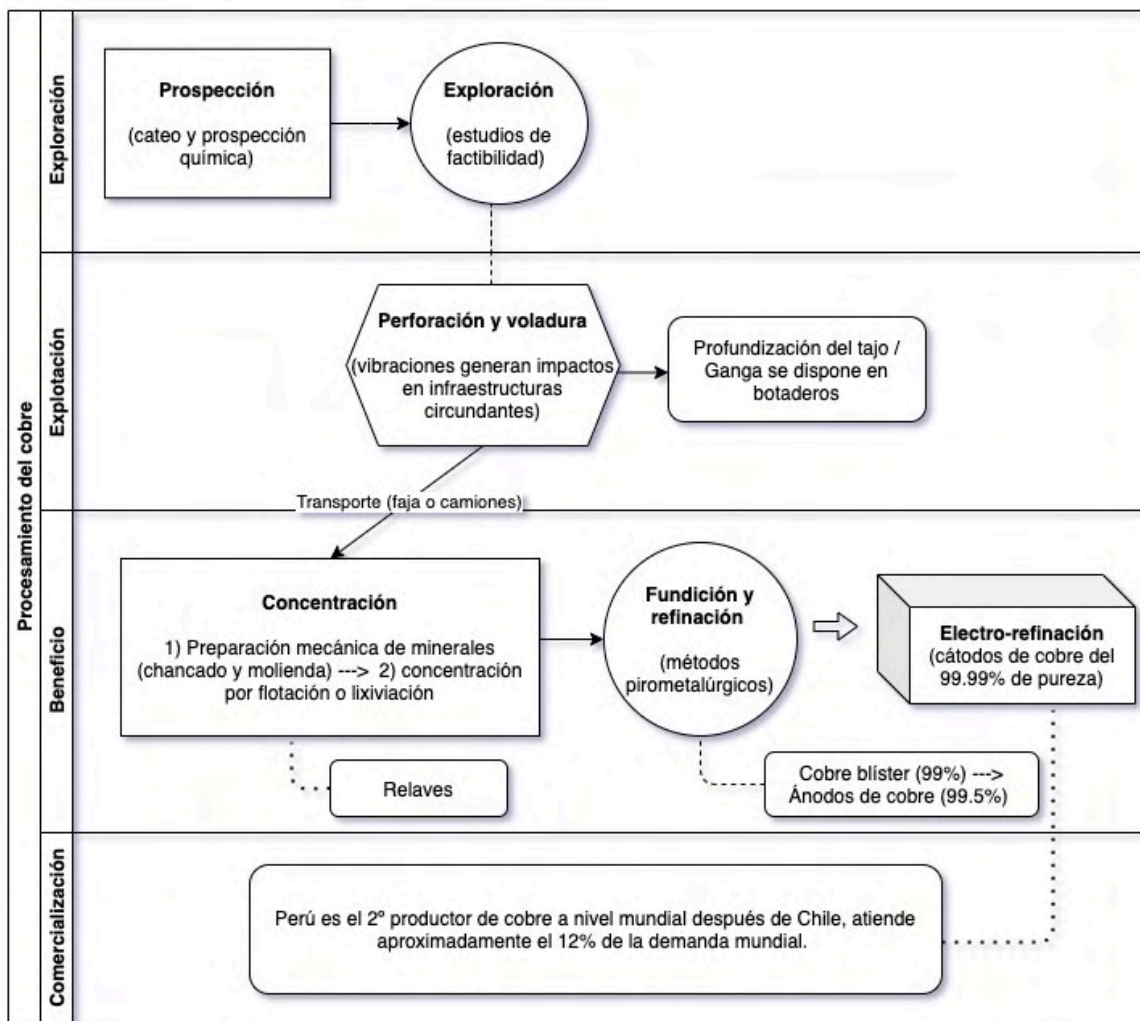 Procesamiento del cobre
Exploración
Prospección
(cateo y prospección
química)
Exploración
(estudios de
factibilidad)
Explotación
Perforación y voladura
(vibraciones generan impactos
en infraestructuras
circundantes)
Profundización del tajo /
Ganga se dispone en
botaderos
Transporte (faja o camiones)
Beneficio
Concentración
1) Preparación mecánica de minerales
(chancado y molienda) ---> 2) concentración
por flotación o lixiviación
Fundición y
refinación
(métodos
pirometalúrgicos)
Electro-refinación
(cátodos de cobre del
99.99% de pureza)
Relaves
Cobre blíster (99%) --->
Ánodos de cobre (99.5%)
Comercialización
Perú es el 2º productor de cobre a nivel mundial después de Chile, atiende
aproximadamente el 12% de la demanda mundial.